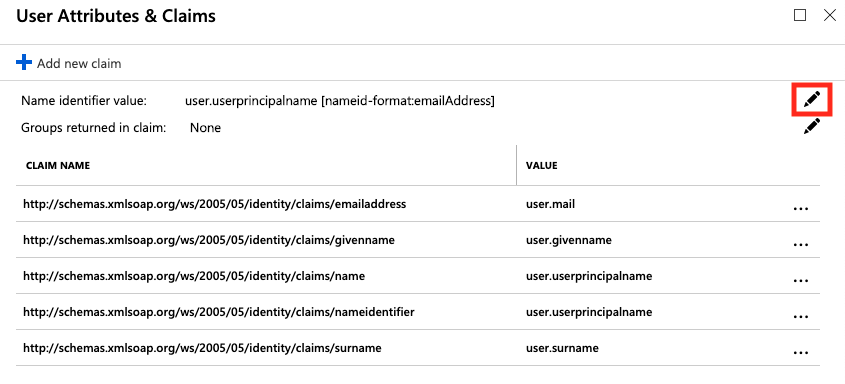 User Attributes & Claims
Add new claim
Name identifier value: user.userprincipalname [nameid-format:emailAddress]
Groups returned in claim: None
CLAIM NAME VALUE
http://schemas.xmlsoap.org/ws/2005/05/identity/claims/emailaddress user.mail
http://schemas.xmlsoap.org/ws/2005/05/identity/claims/givenname user.givenname
http://schemas.xmlsoap.org/ws/2005/05/identity/claims/name user.userprincipalname
http://schemas.xmlsoap.org/ws/2005/05/identity/claims/nameidentifier user.userprincipalname
http://schemas.xmlsoap.org/ws/2005/05/identity/claims/surname user.surname